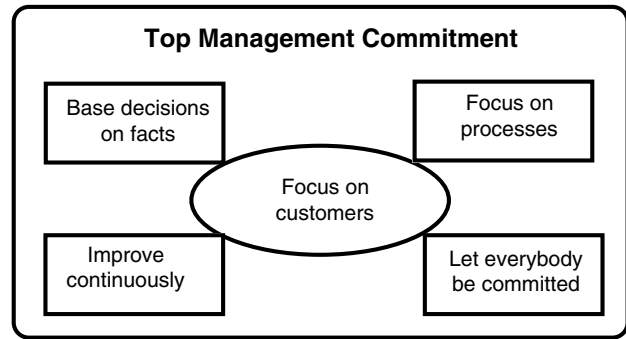 Top Management Commitment
Base decisions
on facts
Focus on
processes
Focus on
customers
Improve
continuously
Let everybody
be committed